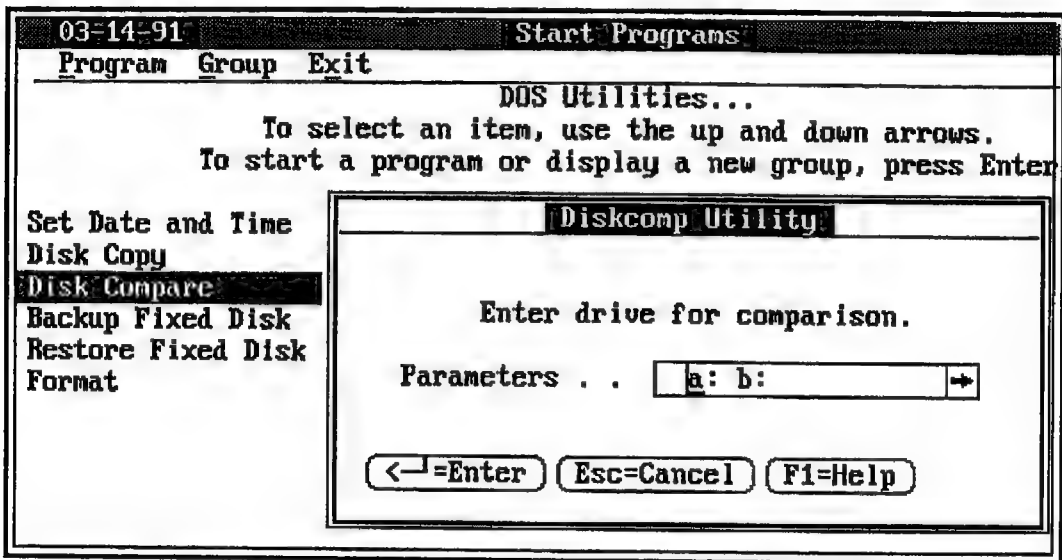 03-14-91 Start Programs
Program Group Exit
DOS Utilities...
To select an item, use the up and down arrows.
To start a program or display a new group, press Enter
Set Date and Time
Disk Copy
Disk Compare
Backup Fixed Disk
Restore Fixed Disk
Format
Diskcomp Utility
Enter drive for comparison.
Parameters . . a: b:
<─┘=Enter Esc=Cancel F1=Help